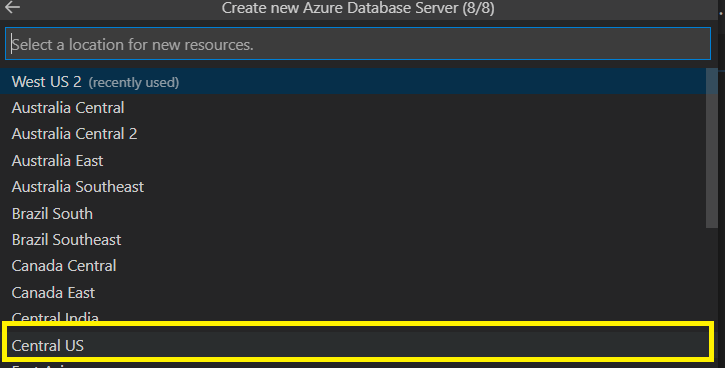 Create new Azure Database Server (8/8)
Select a location for new resources.
West US 2 (recently used)
Australia Central
Australia Central 2
Australia East
Australia Southeast
Brazil South
Brazil Southeast
Canada Central
Canada East
Central India
Central US
East Asia